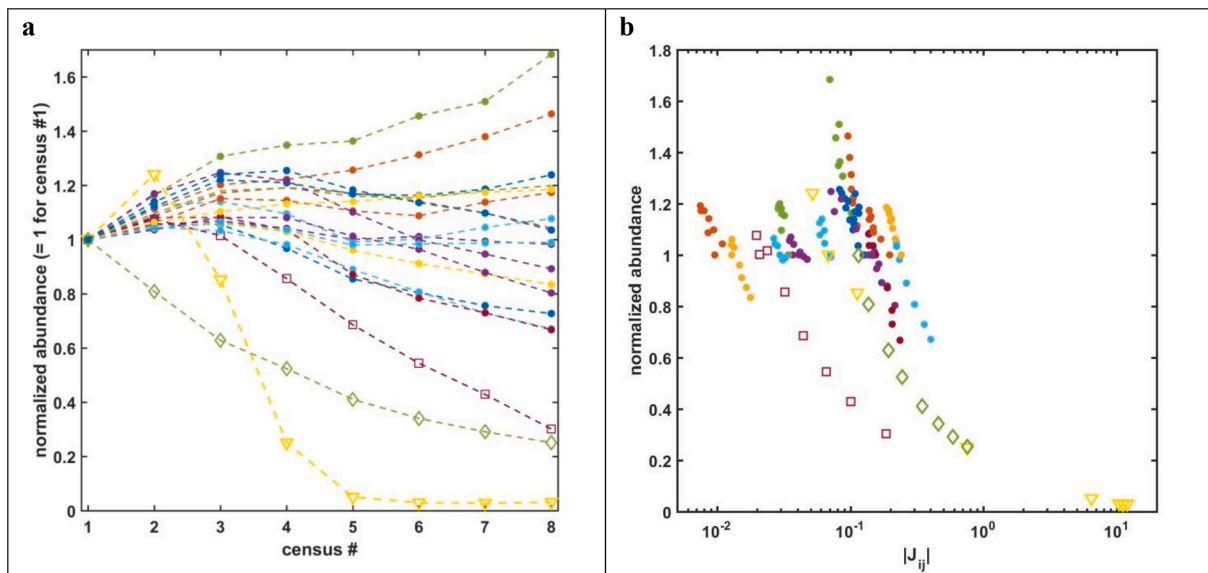 a
normalized abundance (= 1 for census #1)
1.6
1.4
1.2
1
0.8
0.6
0.4
0.2
0
1 2 3 4 5 6 7 8
census #
b
normalized abundance
1.8
1.6
1.4
1.2
1
0.8
0.6
0.4
0.2
0
10⁻² 10⁻¹ 10⁰ 10¹
|Jᵢⱼ|